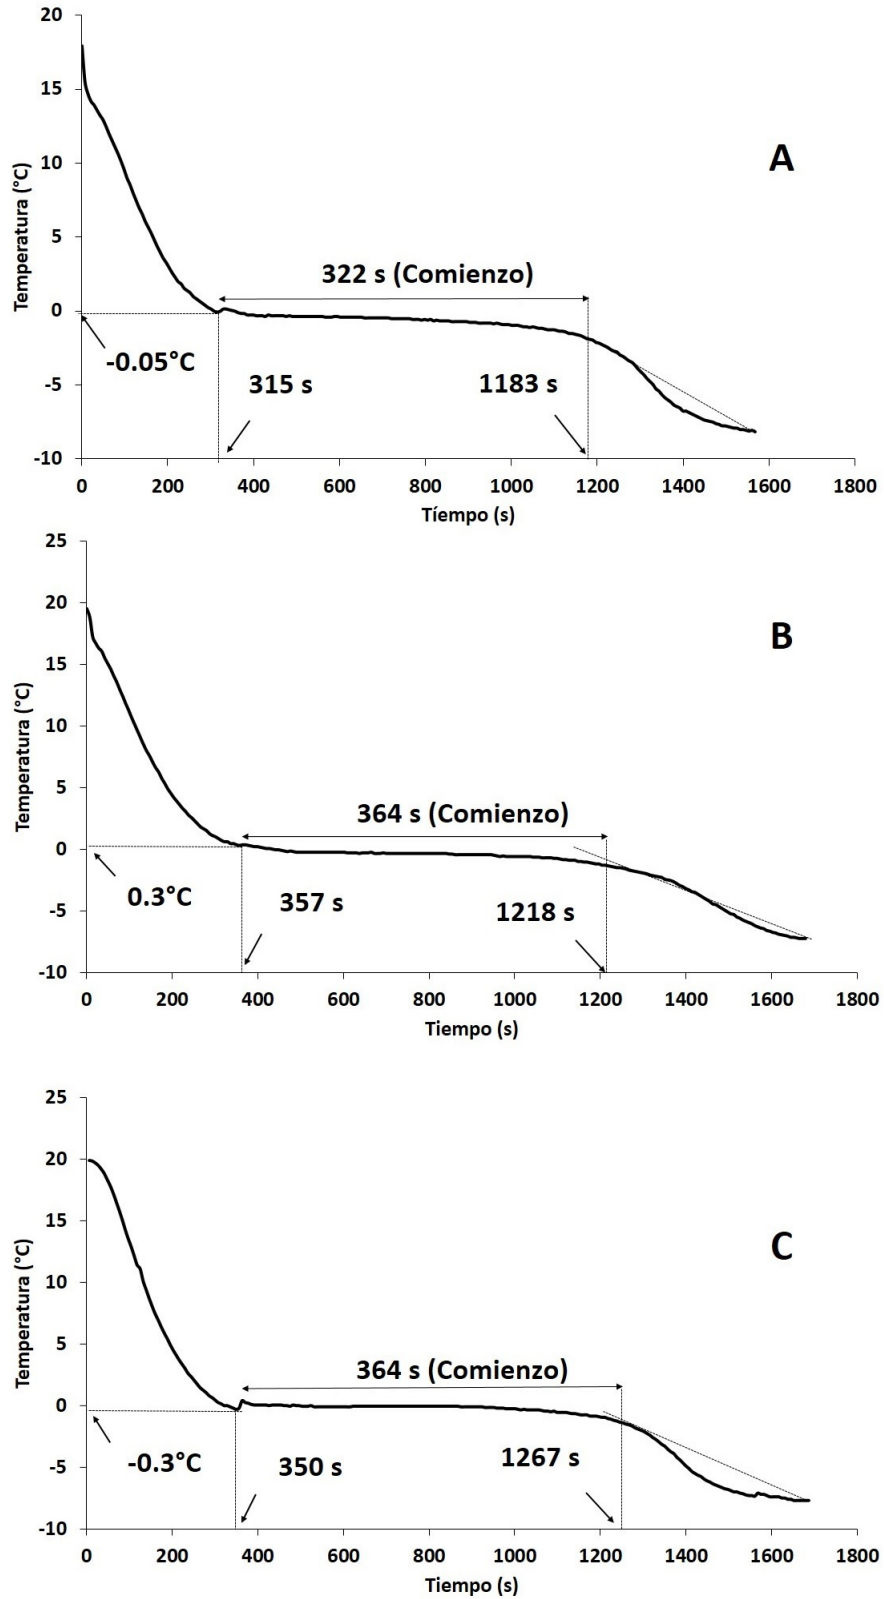 20
15
10
5
0
-5
-10
Temperatura (°C)
A
322 s (Comienzo)
-0.05°C
315 s
1183 s
0 200 400 600 800 1000 1200 1400 1600 1800
Tíempo (s)
25
20
15
10
5
0
-5
-10
Temperatura (°C)
B
364 s (Comienzo)
0.3°C
357 s
1218 s
0 200 400 600 800 1000 1200 1400 1600 1800
Tiempo (s)
25
20
15
10
5
0
-5
-10
Temperatura (°C)
C
364 s (Comienzo)
-0.3°C
350 s
1267 s
0 200 400 600 800 1000 1200 1400 1600 1800
Tiempo (s)